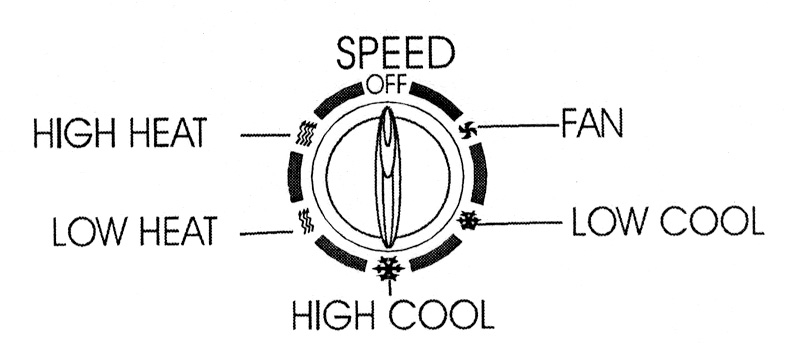 SPEED
OFF
HIGH HEAT
FAN
LOW HEAT
LOW COOL
HIGH COOL